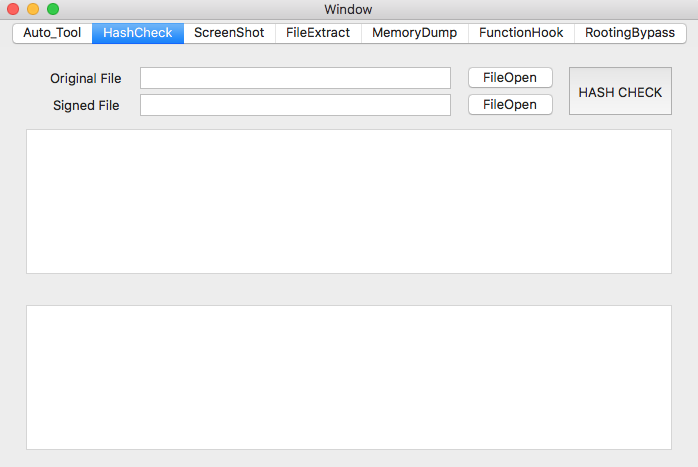 Window
Auto_Tool HashCheck ScreenShot FileExtract MemoryDump FunctionHook RootingBypass
Original File FileOpen HASH CHECK
Signed File FileOpen